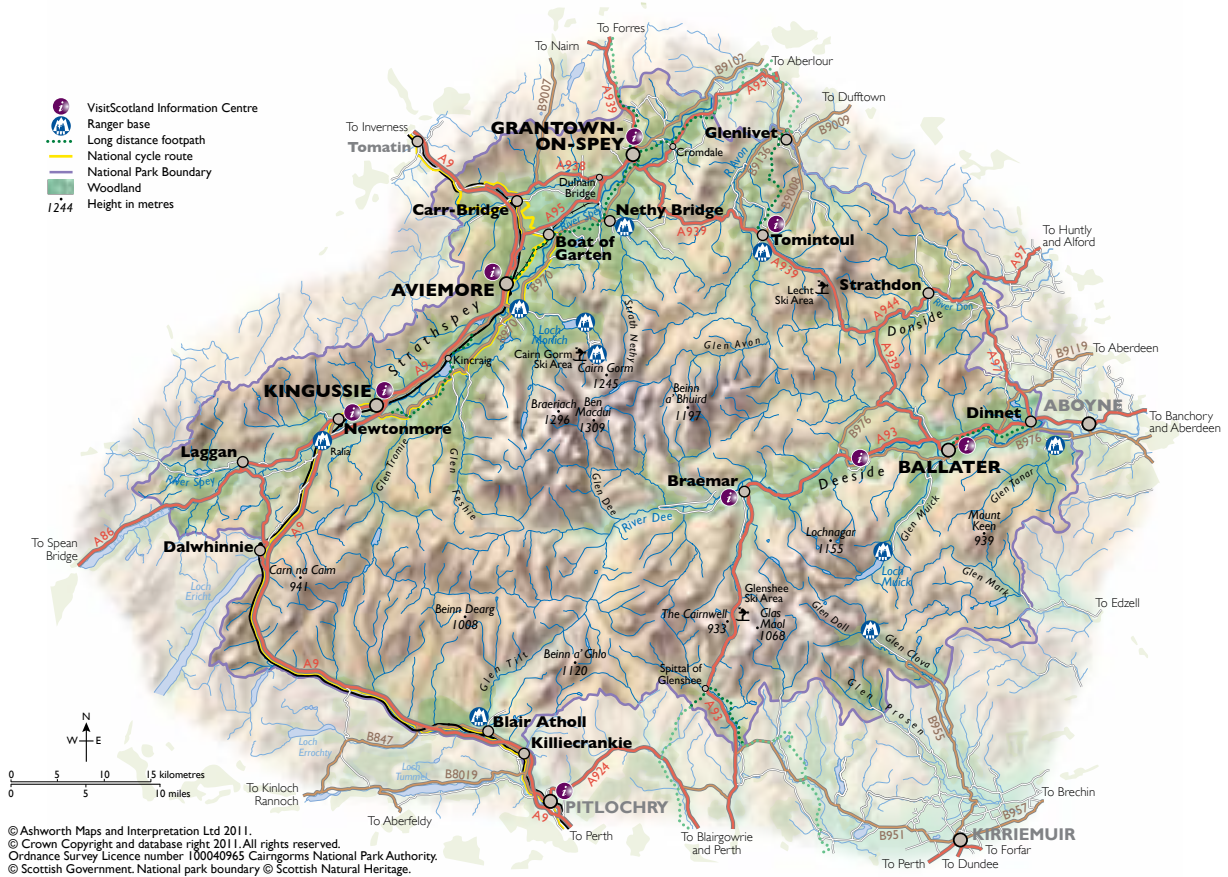 To Forres
To Nairn
B9102
To Aberlour
A95
B9007
A939
To Dufftown
B9009
VisitScotland Information Centre
Ranger base
Long distance footpath
National cycle route
National Park Boundary
Woodland
1244 Height in metres
To Inverness
Tomatin
A9
GRANTOWN-
ON-SPEY
Glenlivet
Cromdale
R Avon
B9136
B9008
A938
Dulnain
Bridge
Carr-Bridge
A95
River Spey
Nethy Bridge
A939
Tomintoul
Boat of
Garten
A939
To Huntly
and Alford
A97
B970
AVIEMORE
Lecht
Ski Area
Strathdon
River Don
A944
Donside
Strathspey
Strath Nethy
B970
Loch
Morlich
Glen Avon
A939
A97
B9119
To Aberdeen
A9
Kincraig
Cairn Gorm
Ski Area
Cairn Gorm
1245
KINGUSSIE
Braeriach
1296
Ben
Macdui
1309
Beinn
a' Bhuird
1197
Dinnet
ABOYNE
To Banchory
and Aberdeen
Newtonmore
B976
A93
B976
Laggan
Ralia
Glen Tromie
Glen
Feshie
BALLATER
Deeside
River Spey
Braemar
Glen Dee
River Dee
Glen Tanar
Glen Muick
Mount
Keen
939
Lochnagar
1155
A86
To Spean
Bridge
A9
Dalwhinnie
Loch
Muick
Glen Mark
Carn na Caim
941
Loch
Ericht
Glenshee
Ski Area
To Edzell
Beinn Dearg
1008
The Cairnwell
933
Glas
Maol
1068
Glen Doll
Glen Clova
Glen Tilt
Beinn a' Ghlo
1120
Spittal of
Glenshee
A9
A93
Glen Prosen
B955
N
W E
Blair Atholl
Killiecrankie
B847
Loch
Errochty
Loch
Tummel
B8019
A924
0 5 10 15 kilometres
0 5 10 miles
To Kinloch
Rannoch
PITLOCHRY
A9
To Aberfeldy
To Perth
To Blairgowrie
and Perth
To Brechin
B957
B951
KIRRIEMUIR
To Forfar
To Perth
To Dundee
© Ashworth Maps and Interpretation Ltd 2011.
© Crown Copyright and database right 2011. All rights reserved.
Ordnance Survey Licence number 100040965 Cairngorms National Park Authority.
© Scottish Government. National park boundary © Scottish Natural Heritage.